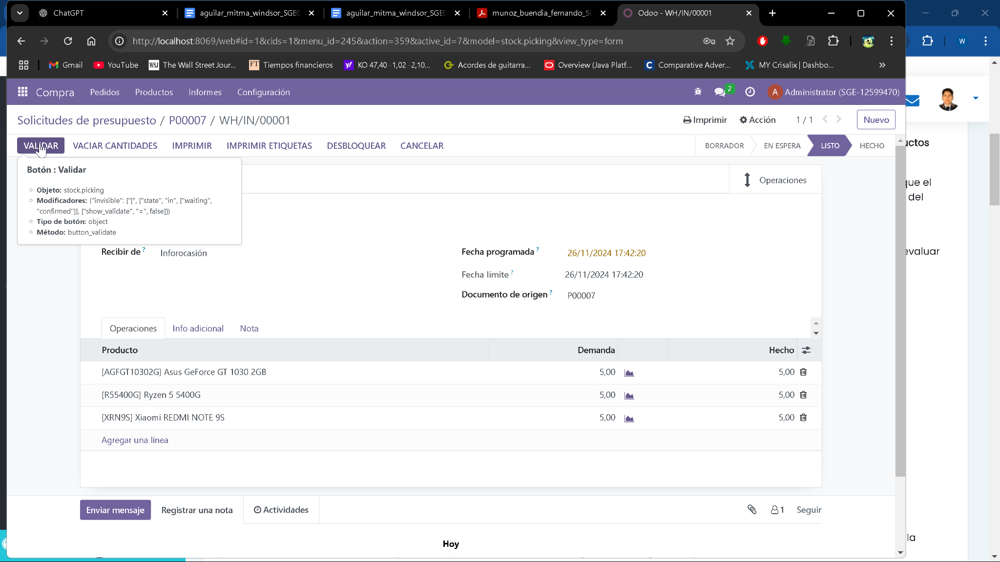 ChatGPT
aguilar_mitma_windsor_SGE0
aguilar_mitma_windsor_SGE0
munoz_buendia_fernando_SG
Odoo - WH/IN/00001
http://localhost:8069/web#id=1&cids=1&menu_id=245&action=359&active_id=7&model=stock.picking&view_type=form
W
Gmail
YouTube
WSJ The Wall Street Jour...
FT Tiempos financieros
KO 47,40 -1,02 -2,10...
Acordes de guitarra...
Overview (Java Platf...
C Comparative Adver...
MY Crisalix | Dashbo...
Compra
Pedidos
Productos
Informes
Configuración
2
A Administrator (SGE-12599470)
Solicitudes de presupuesto / P00007 / WH/IN/00001
Imprimir
Acción
1 / 1
Nuevo
VALIDAR
VACIAR CANTIDADES
IMPRIMIR
IMPRIMIR ETIQUETAS
DESBLOQUEAR
CANCELAR
BORRADOR
EN ESPERA
LISTO
HECHO
uctos
Botón : Validar
Objeto: stock.picking
Modificadores: {"invisible": ["|", ["state", "in", ["waiting",
"confirmed"]], ["show_validate", "=", false]]}
Tipo de botón: object
Método: button_validate
Operaciones
que el
del
evaluar
Recibir de ?
Inforocasión
Fecha programada ?
26/11/2024 17:42:20
Fecha límite ?
26/11/2024 17:42:20
Documento de origen ?
P00007
Operaciones
Info adicional
Nota
Producto
Demanda
Hecho
[AGFGT10302G] Asus GeForce GT 1030 2GB
5,00
5,00
[R55400G] Ryzen 5 5400G
5,00
5,00
[XRN9S] Xiaomi REDMI NOTE 9S
5,00
5,00
Agregar una línea
Enviar mensaje
Registrar una nota
Actividades
1
Seguir
la
Hoy